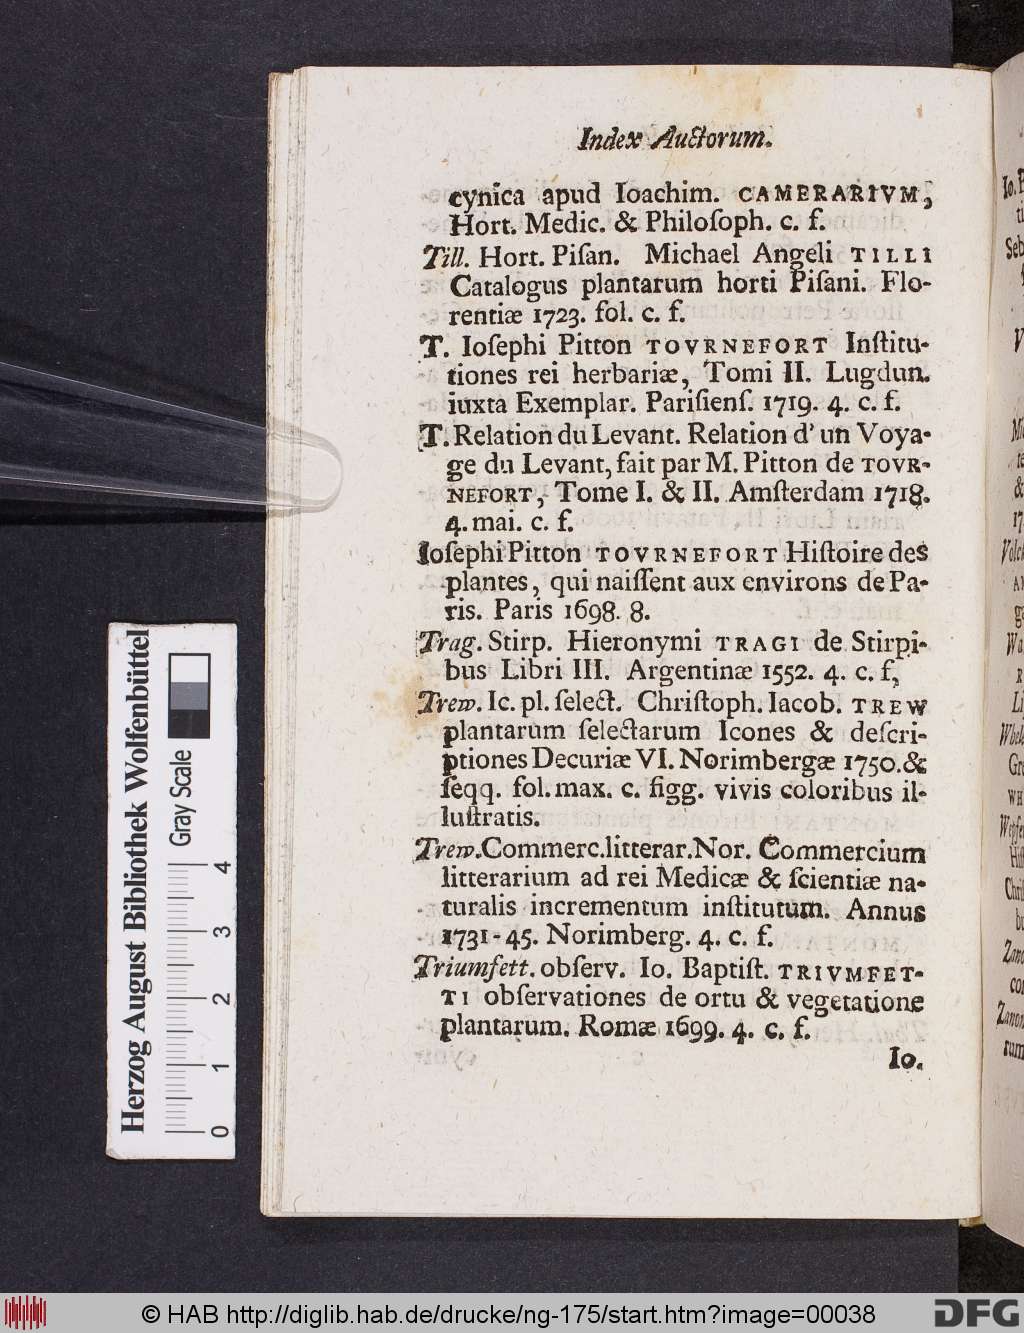 Index Auctorum.
cynica apud Ioachim. CAMERARIVM,
Hort. Medic. & Philoſoph. c. f.
Till. Hort. Piſan. Michael Angeli TILLI
Catalogus plantarum horti Piſani. Flo-
rentiæ 1723. fol. c. f.
T. Ioſephi Pitton TOVRNEFORT Inſtitu-
tiones rei herbariæ, Tomi II. Lugdun.
iuxta Exemplar. Pariſienſ. 1719. 4. c. f.
T. Relation du Levant. Relation d' un Voya-
ge du Levant, fait par M. Pitton de TOVR-
NEFORT, Tome I. & II. Amſterdam 1718.
4. mai. c. f.
Ioſephi Pitton TOVRNEFORT Hiſtoire des
plantes, qui naiſſent aux environs de Pa-
ris. Paris 1698. 8.
Trag. Stirp. Hieronymi TRAGI de Stirpi-
bus Libri III. Argentinæ 1552. 4. c. f.
Trew. Ic. pl. ſelect. Chriſtoph. Iacob. TREW
plantarum ſelectarum Icones & deſcri-
ptiones Decuriæ VI. Norimbergæ 1750. &
ſeqq. fol. max. c. figg. vivis coloribus il-
luſtratis.
Trew. Commerc. litterar. Nor. Commercium
litterarium ad rei Medicæ & ſcientiæ na-
turalis incrementum inſtitutum. Annus
1731-45. Norimberg. 4. c. f.
Triumfett. obſerv. Io. Baptiſt. TRIVMFET-
TI obſervationes de ortu & vegetatione
plantarum. Romæ 1699. 4. c. f.
Io.
Herzog August Bibliothek Wolfenbüttel
Gray Scale
0 1 2 3 4
© HAB http://diglib.hab.de/drucke/ng-175/start.htm?image=00038
DFG